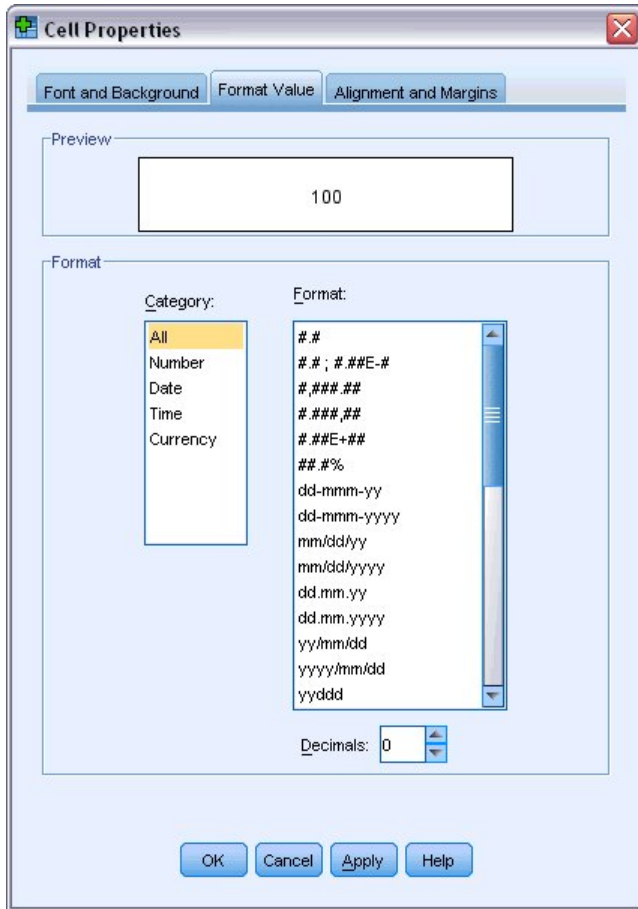 Cell Properties
Font and Background
Format Value
Alignment and Margins
Preview
100
Format
Category:
All
Number
Date
Time
Currency
Format:
#.#
#.# ; #.##E-#
#,###.##
#.###,##
#.##E+##
##.#%
dd-mmm-yy
dd-mmm-yyyy
mm/dd/yy
mm/dd/yyyy
dd.mm.yy
dd.mm.yyyy
yy/mm/dd
yyyy/mm/dd
yyddd
Decimals: 0
OK
Cancel
Apply
Help